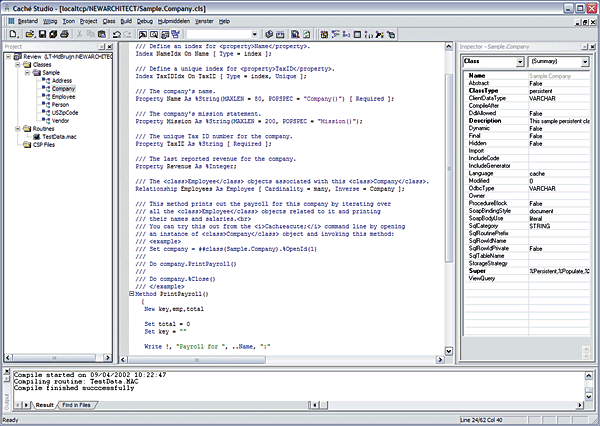 Caché Studio - [localtcp/NEWARCHITECT/Sample.Company.cls]
Bestand Wijzig Toon Project Class Build Debug Hulpmiddelen Venster Help
Project
Review (LT-MdBruijn:NEWARCHITEC
Classes
Sample
Address
Company
Employee
Person
USZipCode
Vendor
Routines
TestData.mac
CSP Files
/// Define an index for <property>Name</property>.
Index NameIdx On Name [ Type = index ];
/// Define a unique index for <property>TaxID</property>.
Index TaxIDIdx On TaxID [ Type = index, Unique ];
/// The company's name.
Property Name As %String(MAXLEN = 80, POPSPEC = "Company()") [ Required ];
/// The company's mission statement.
Property Mission As %String(MAXLEN = 200, POPSPEC = "Mission()");
/// The unique Tax ID number for the company.
Property TaxID As %String [ Required ];
/// The last reported revenue for the company.
Property Revenue As %Integer;
/// The <class>Employee</class> objects associated with this <class>Company</class>.
Relationship Employees As Employee [ Cardinality = many, Inverse = Company ];
/// This method prints out the payroll for this company by iterating over
/// all the <class>Employee</class> objects related to it and printing
/// their names and salaries.<br>
/// You can try this out from the <i>Cach&eacute;</i> command line by opening
/// an instance of <class>Company</class> object and invoking this method:
/// <example>
/// Set company = ##class(Sample.Company).%OpenId(1)
///
/// Do company.PrintPayroll()
///
/// Do company.%Close()
/// </example>
Method PrintPayroll()
{
New key,emp,total
Set total = 0
Set key = ""
Write !, "Payroll for ", ..Name, ":"
Inspector - Sample.Company
Class (Summary)
Name Sample.Company
Abstract False
ClassType persistent
ClientDataType VARCHAR
CompileAfter
DdlAllowed False
Description This sample persistent cla
Dynamic False
Final False
Hidden False
Import
IncludeCode
IncludeGenerator
Language cache
Modified 0
OdbcType VARCHAR
Owner
ProcedureBlock False
SoapBindingStyle document
SoapBodyUse literal
SqlCategory STRING
SqlRoutinePrefix
SqlRowIdName
SqlRowIdPrivate False
SqlTableName
StorageStrategy
Super %Persistent,%Populate,%
ViewQuery
Output
Compile started on 09/04/2002 10:22:47
Compiling routine: TestData.MAC
Compile finished succcessfully
Result Find in Files
Ready
Line 24/62 Col 40